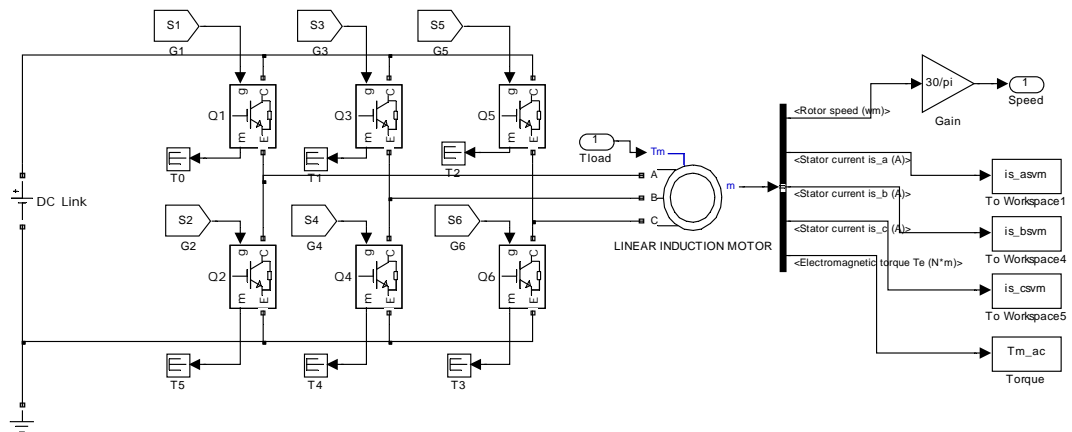 S1
G1
S3
G3
S5
G5
g
C
Q1
m
E
g
C
Q3
m
E
g
C
Q5
m
E
T0
T1
T2
+
DC Link
S2
G2
S4
G4
S6
G6
g
C
Q2
m
E
g
C
Q4
m
E
g
C
Q6
m
E
T5
T4
T3
1
Tload
Tm
A
B
C
m
LINEAR INDUCTION MOTOR
<Rotor speed (wm)>
<Stator current is_a (A)>
<Stator current is_b (A)>
<Stator current is_c (A)>
<Electromagnetic torque Te (N*m)>
30/pi
Gain
1
Speed
is_asvm
To Workspace1
is_bsvm
To Workspace4
is_csvm
To Workspace5
Tm_ac
Torque